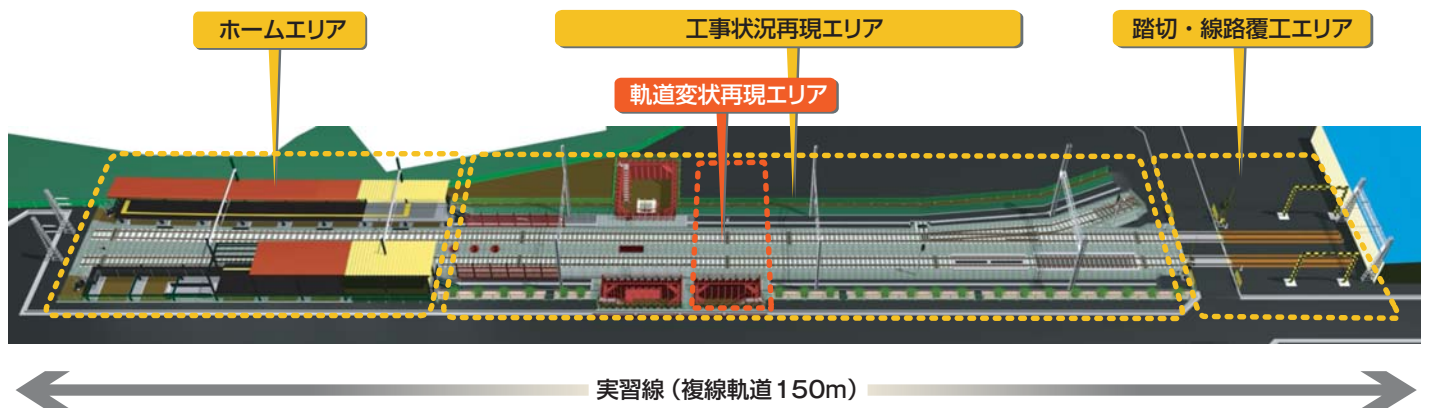 ホームエリア
工事状況再現エリア
踏切・線路覆工エリア
軌道変状再現エリア
実習線（複線軌道150m）